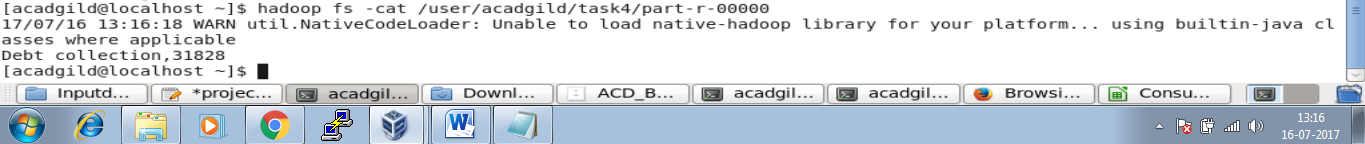 [acadgild@localhost ~]$ hadoop fs -cat /user/acadgild/task4/part-r-00000
17/07/16 13:16:18 WARN util.NativeCodeLoader: Unable to load native-hadoop library for your platform... using builtin-java cl
asses where applicable
Debt collection,31828
[acadgild@localhost ~]$
Inputd... *projec... acadgil... Downl... ACD_B... acadgil... acadgil... Browsi... Consu...
13:16
16-07-2017